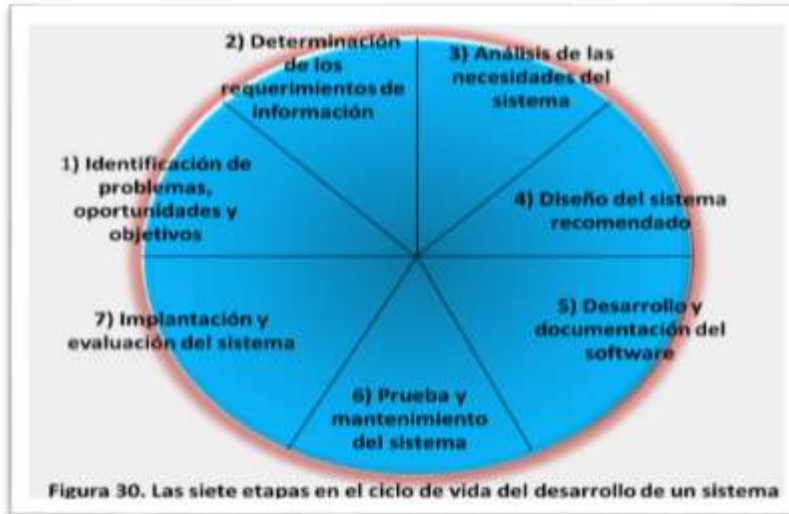 1) Identificación de
problemas,
oportunidades y
objetivos
2) Determinación
de los
requerimientos de
información
3) Análisis de las
necesidades del
sistema
4) Diseño del sistema
recomendado
5) Desarrollo y
documentación del
software
6) Prueba y
mantenimiento
del sistema
7) Implantación y
evaluación del sistema
Figura 30. Las siete etapas en el ciclo de vida del desarrollo de un sistema